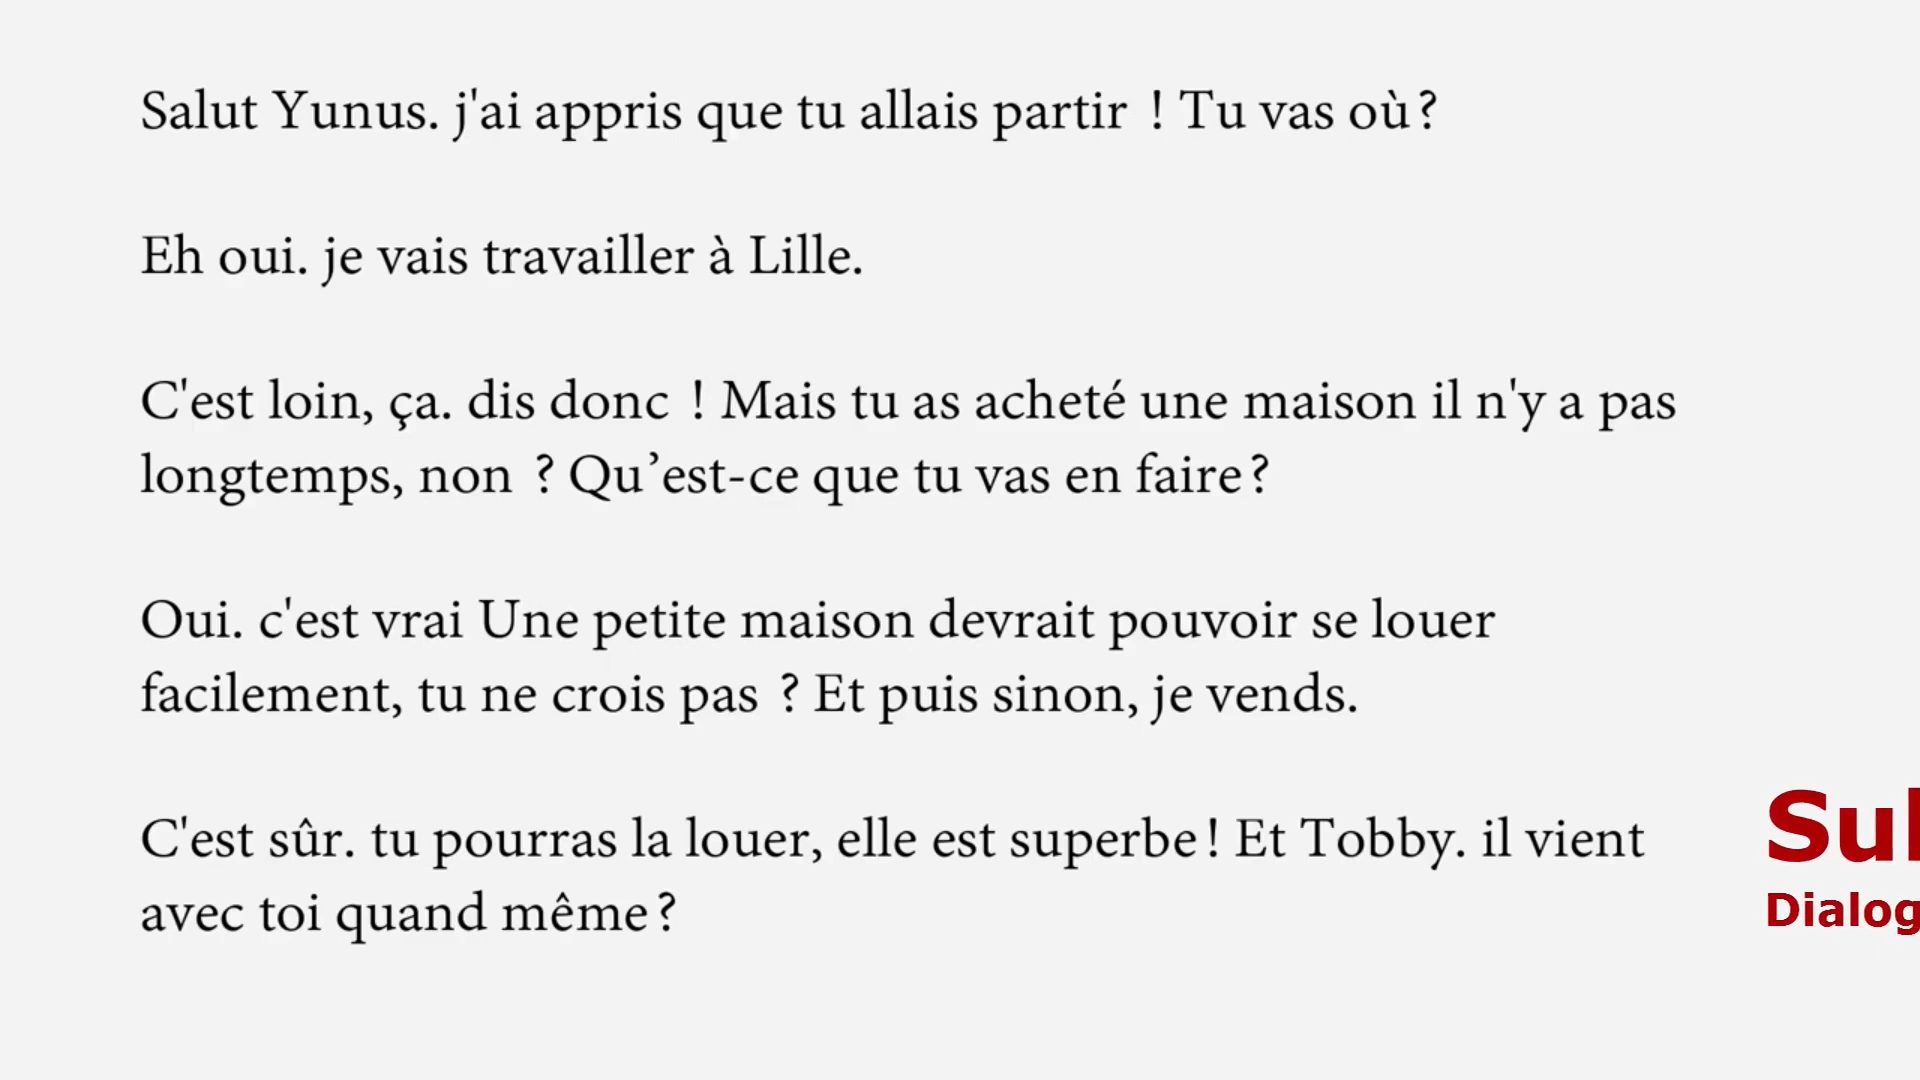 Salut Yunus. j'ai appris que tu allais partir ! Tu vas où?
Eh oui. je vais travailler à Lille.
C'est loin, ça. dis donc ! Mais tu as acheté une maison il n'y a pas
longtemps, non ? Qu’est-ce que tu vas en faire?
Oui. c'est vrai Une petite maison devrait pouvoir se louer
facilement, tu ne crois pas ? Et puis sinon, je vends.
C'est sûr. tu pourras la louer, elle est superbe! Et Tobby. il vient
avec toi quand même?
Dialog